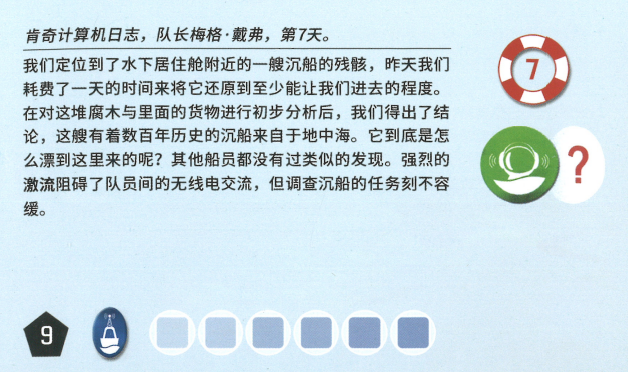 肯奇计算机日志，队长梅格·戴弗，第7天。
我们定位到了水下居住舱附近的一艘沉船的残骸，昨天我们
耗费了一天的时间来将它还原到至少能让我们进去的程度。
在对这堆腐木与里面的货物进行初步分析后，我们得出了结
论，这艘有着数百年历史的沉船来自于地中海。它到底是怎
么漂到这里来的呢？其他船员都没有过类似的发现。强烈的
激流阻碍了队员间的无线电交流，但调查沉船的任务刻不容
缓。
7
?
9